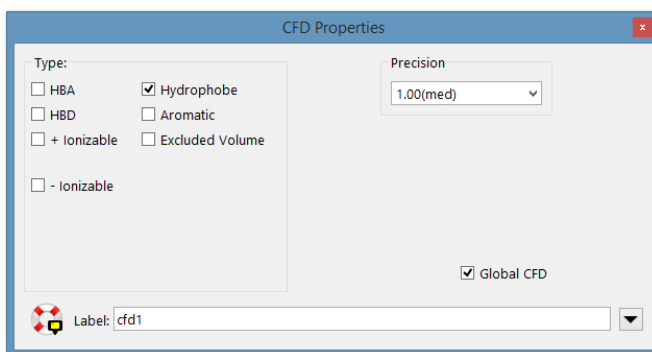 CFD Properties
x
Type:
HBA
Hydrophobe
HBD
Aromatic
+ Ionizable
Excluded Volume
- Ionizable
Precision
1.00(med)
Global CFD
Label: cfd1